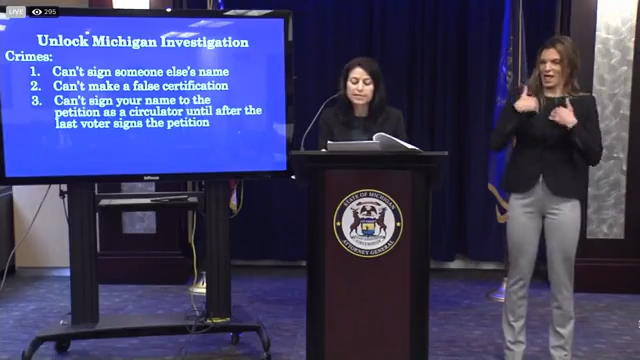 LIVE 295
Unlock Michigan Investigation
Crimes:
1. Can't sign someone else's name
2. Can't make a false certification
3. Can't sign your name to the
petition as a circulator until after the
last voter signs the petition
InFocus
STATE OF MICHIGAN
ATTORNEY GENERAL